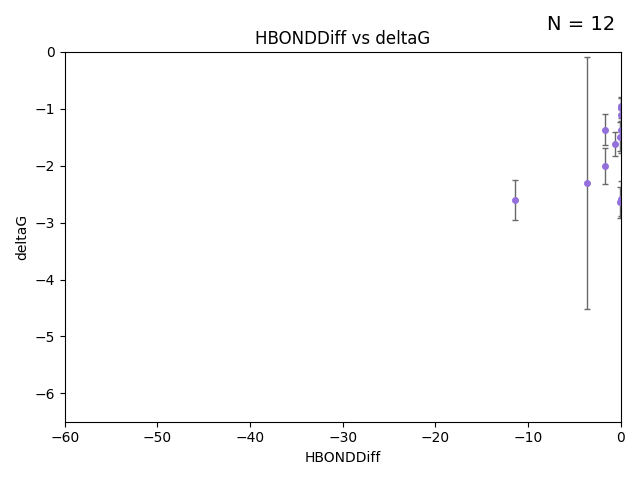 N = 12
HBONDDiff vs deltaG
deltaG
0
−1
−2
−3
−4
−5
−6
−60 −50 −40 −30 −20 −10 0
HBONDDiff